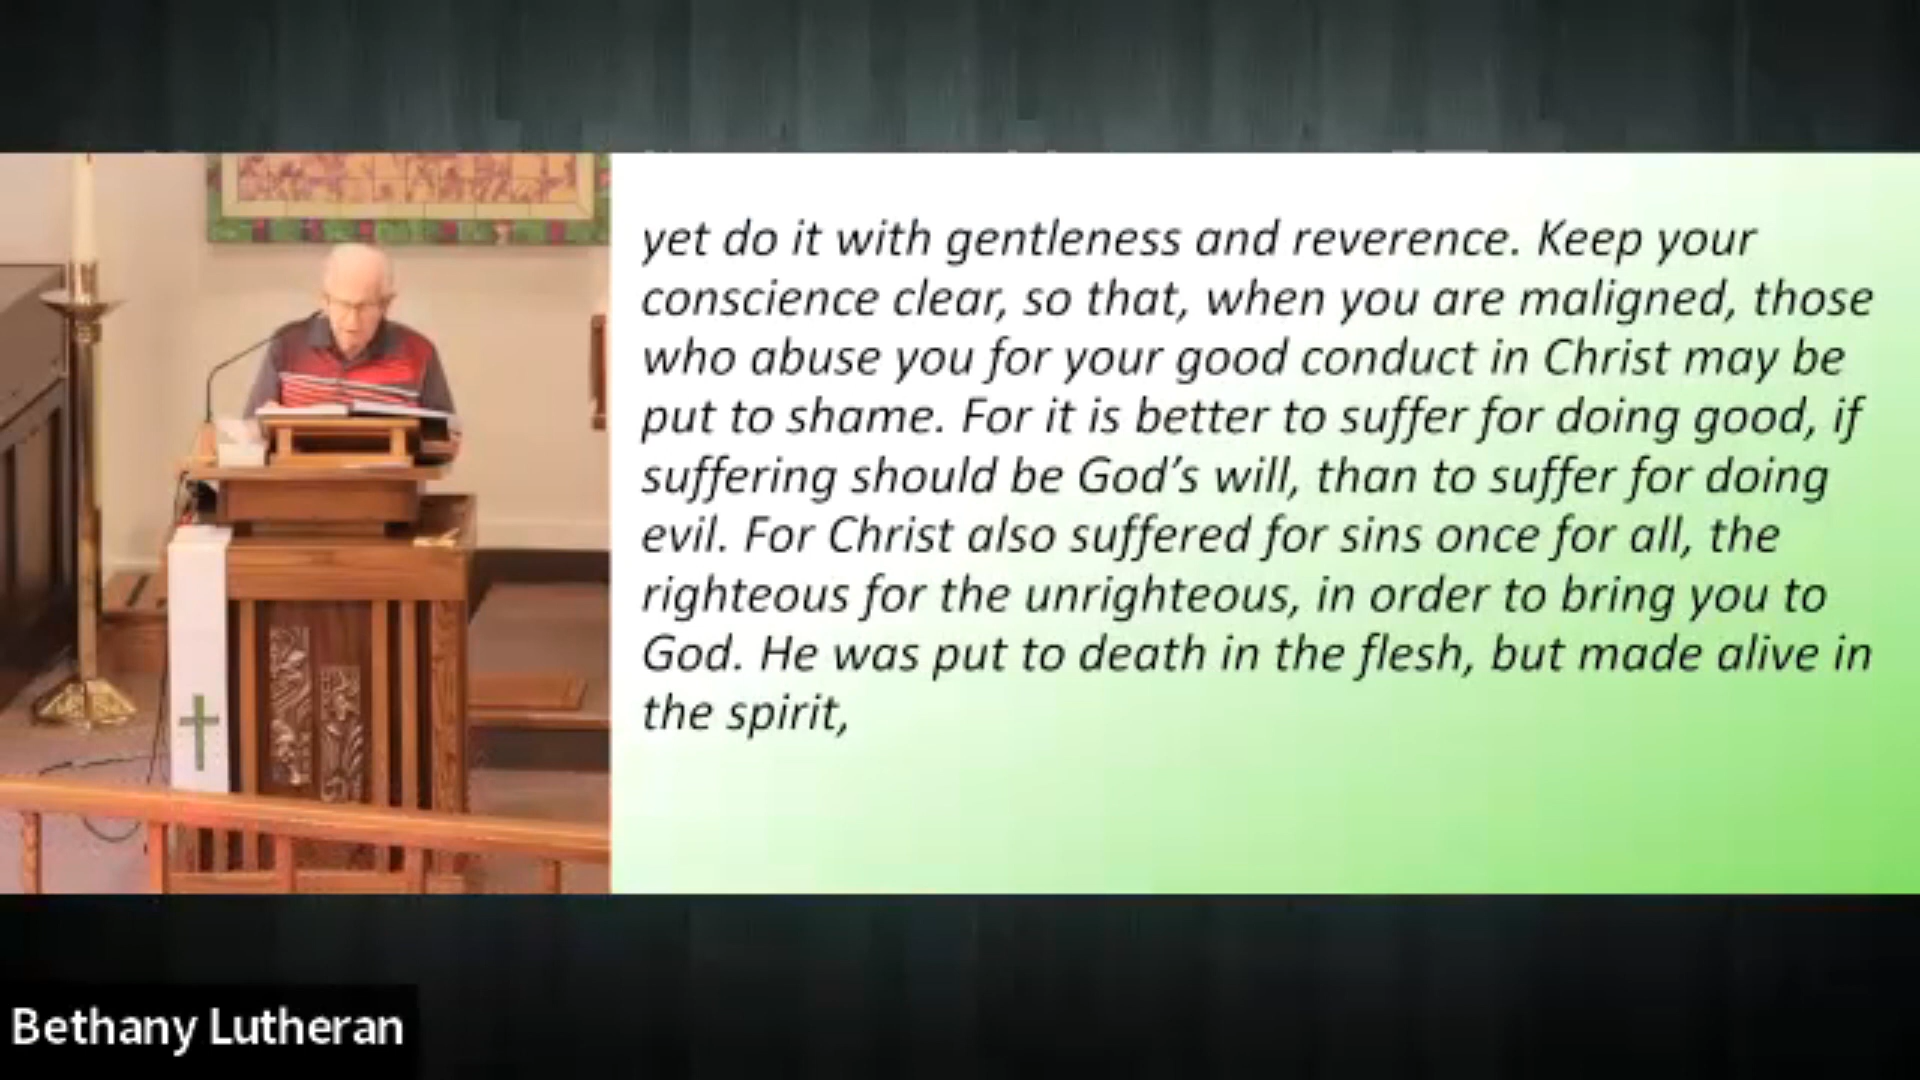 yet do it with gentleness and reverence. Keep your
conscience clear, so that, when you are maligned, those
who abuse you for your good conduct in Christ may be
put to shame. For it is better to suffer for doing good, if
suffering should be God’s will, than to suffer for doing
evil. For Christ also suffered for sins once for all, the
righteous for the unrighteous, in order to bring you to
God. He was put to death in the flesh, but made alive in
the spirit,
Bethany Lutheran